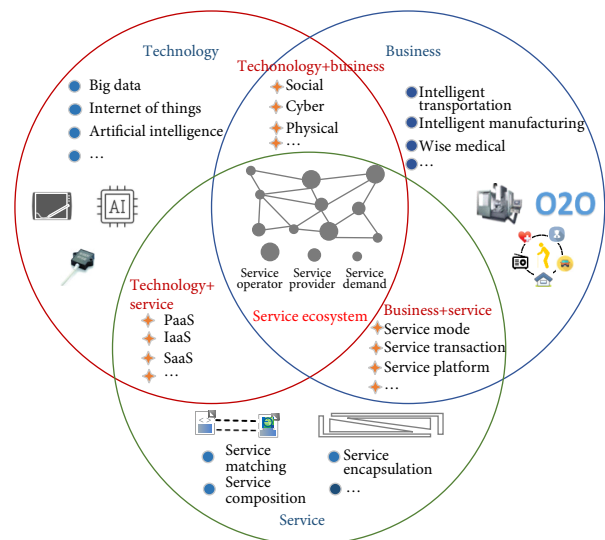 Technology
Big data
Internet of things
Artificial intelligence
...
AI
Techonology+business
Social
Cyber
Physical
...
Business
Intelligent
transportation
Intelligent manufacturing
Wise medical
...
O2O
Service
operator
Service
provider
Service
demand
Service ecosystem
Technology+
service
PaaS
IaaS
SaaS
...
Business+service
Service mode
Service transaction
Service platform
...
Service
matching
Service
composition
Service
encapsulation
...
Service